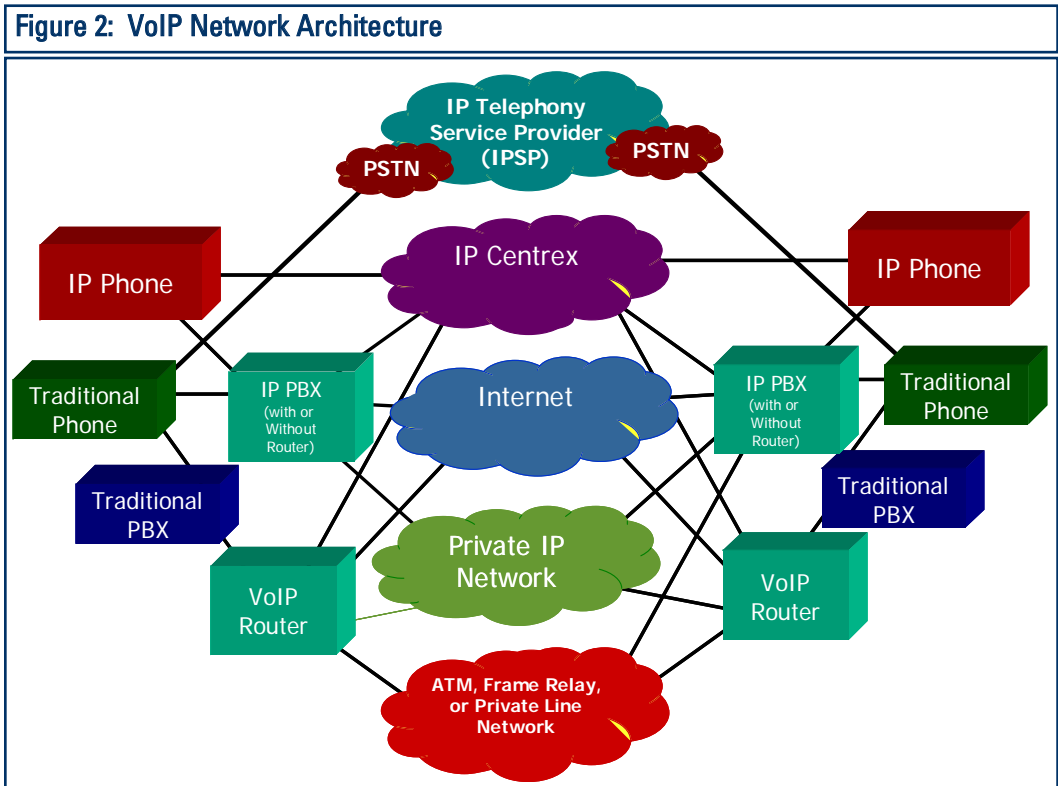 Figure 2: VoIP Network Architecture
IP Telephony
Service Provider
(IPSP)
PSTN
PSTN
IP Centrex
IP Phone
IP Phone
Traditional
Phone
IP PBX
(with or
Without
Router)
Internet
IP PBX
(with or
Without
Router)
Traditional
Phone
Traditional
PBX
Traditional
PBX
Private IP
Network
VoIP
Router
VoIP
Router
ATM, Frame Relay,
or Private Line
Network